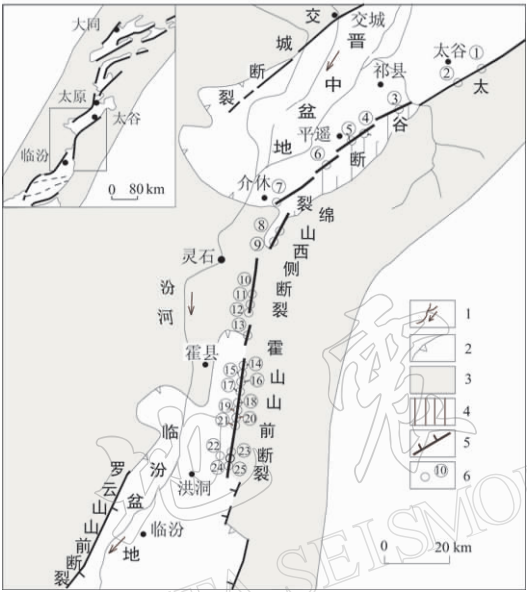 大同
太原
太谷
临汾
0 80 km
交城断裂
交城
晋中盆地
祁县
太谷
①
②
③
④
⑤
⑥
⑦
平遥
介休
太谷断裂
⑧
⑨
绵山西侧断裂
灵石
汾河
⑩
⑪
⑫
⑬
霍县
霍山山前断裂
⑭
⑮
⑯
⑰
⑱
⑲
⑳
㉑
㉒
㉓
㉔
㉕
临汾盆地
洪洞
临汾
罗云山山前断裂
1
2
3
4
5
⑩ 6
0 20 km
SEISMO